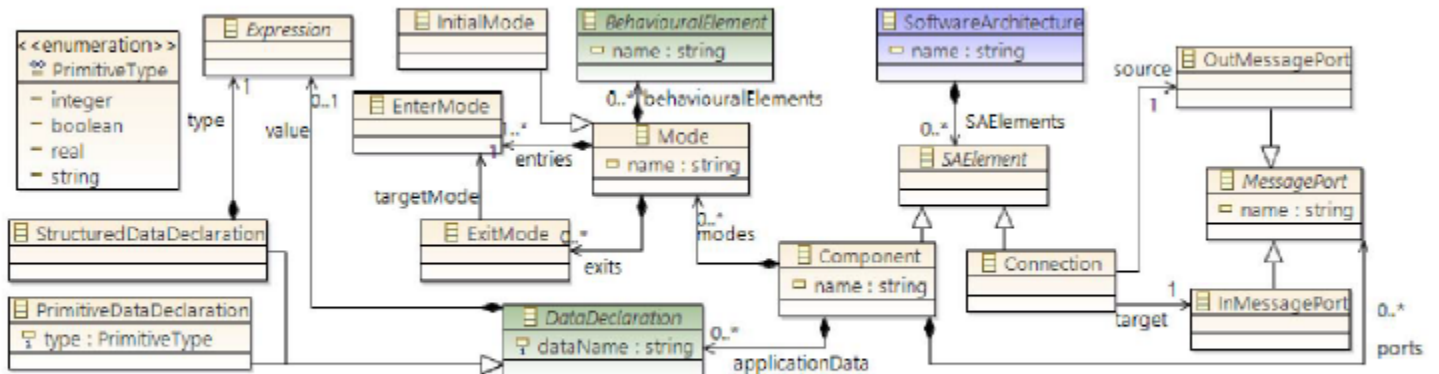 <<enumeration>>
PrimitiveType
integer
boolean
real
string
Expression
InitialMode
BehaviouralElement
name : string
SoftwareArchitecture
name : string
OutMessagePort
source
1
1
type
0..1
value
EnterMode
0..* behaviouralElements
1..*
entries
1
Mode
name : string
0..*
SAElements
SAElement
MessagePort
name : string
targetMode
StructuredDataDeclaration
ExitMode
0..*
exits
0..*
modes
Component
name : string
Connection
1
target
InMessagePort
0..*
ports
PrimitiveDataDeclaration
type : PrimitiveType
DataDeclaration
dataName : string
0..*
applicationData